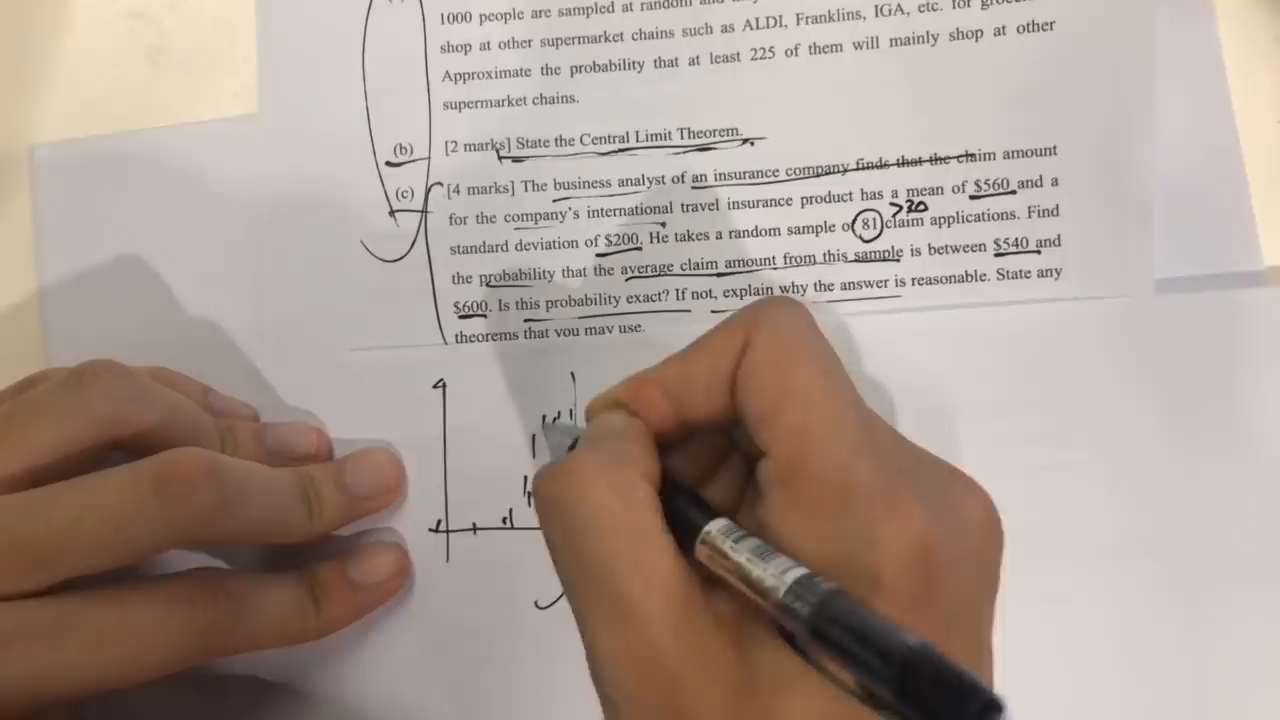 1000 people are sampled at random
shop at other supermarket chains such as ALDI, Franklins, IGA, etc. for
Approximate the probability that at least 225 of them will mainly shop at other
supermarket chains.
(b) [2 marks] State the Central Limit Theorem.
(c) [4 marks] The business analyst of an insurance company finds that the claim amount
for the company's international travel insurance product has a mean of $560 and a
>30
standard deviation of $200. He takes a random sample of 81 claim applications. Find
the probability that the average claim amount from this sample is between $540 and
$600. Is this probability exact? If not, explain why the answer is reasonable. State any
theorems that you may use.